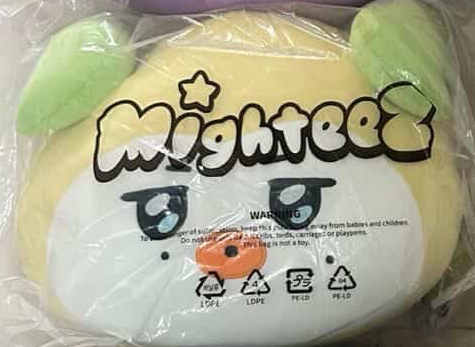 Mighteez
WARNING
To avoid danger of suffocation, keep this plastic bag away from babies and children.
Do not use this bag in cribs, beds, carriages or playpens.
This bag is not a toy.
LDPE
4
LDPE
PE-LD
04
PE-LD